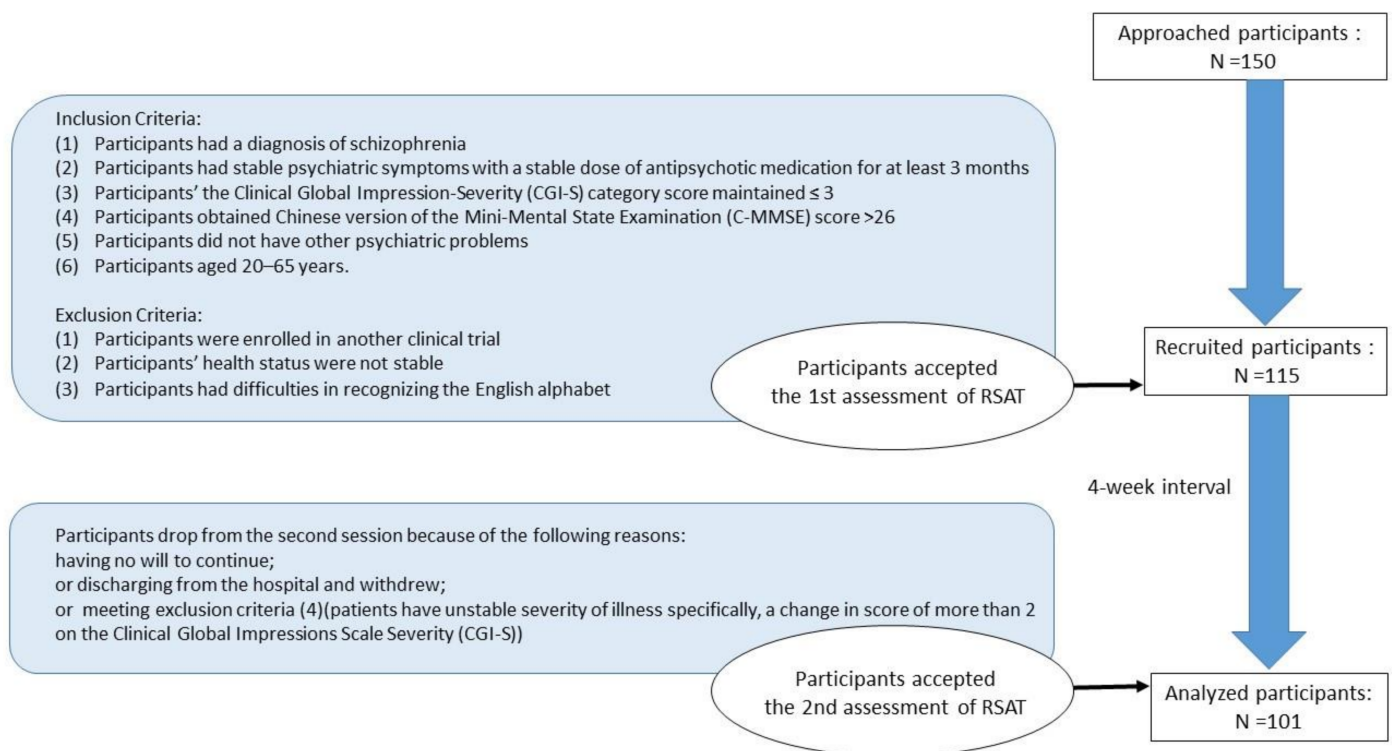 Approached participants :
N =150
Inclusion Criteria:
(1) Participants had a diagnosis of schizophrenia
(2) Participants had stable psychiatric symptoms with a stable dose of antipsychotic medication for at least 3 months
(3) Participants’ the Clinical Global Impression-Severity (CGI-S) category score maintained ≤ 3
(4) Participants obtained Chinese version of the Mini-Mental State Examination (C-MMSE) score >26
(5) Participants did not have other psychiatric problems
(6) Participants aged 20–65 years.
Exclusion Criteria:
(1) Participants were enrolled in another clinical trial
(2) Participants’ health status were not stable
(3) Participants had difficulties in recognizing the English alphabet
Participants accepted
the 1st assessment of RSAT
Recruited participants :
N =115
4-week interval
Participants drop from the second session because of the following reasons:
having no will to continue;
or discharging from the hospital and withdrew;
or meeting exclusion criteria (4)(patients have unstable severity of illness specifically, a change in score of more than 2
on the Clinical Global Impressions Scale Severity (CGI-S))
Participants accepted
the 2nd assessment of RSAT
Analyzed participants:
N =101